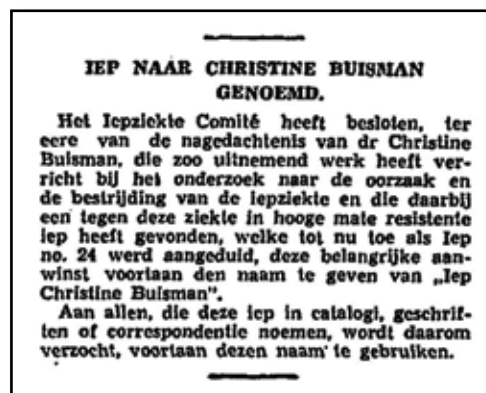 IEP NAAR CHRISTINE BUISMAN
GENOEMD.
Het Iepziekte Comité heeft besloten, ter
eere van de nagedachtenis van dr Christine
Buisman, die zoo uitnemend werk heeft ver-
richt bij het onderzoek naar de oorzaak en
de bestrijding van de iepziekte en die daarbij
een tegen deze ziekte in hooge mate resistente
iep heeft gevonden, welke tot nu toe als Iep
no. 24 werd aangeduid, deze belangrijke aan-
winst voortaan den naam te geven van „Iep
Christine Buisman”.
Aan allen, die deze iep in catalogi, geschrif-
ten of correspondentie noemen, wordt daarom
verzocht, voortaan dezen naam te gebruiken.